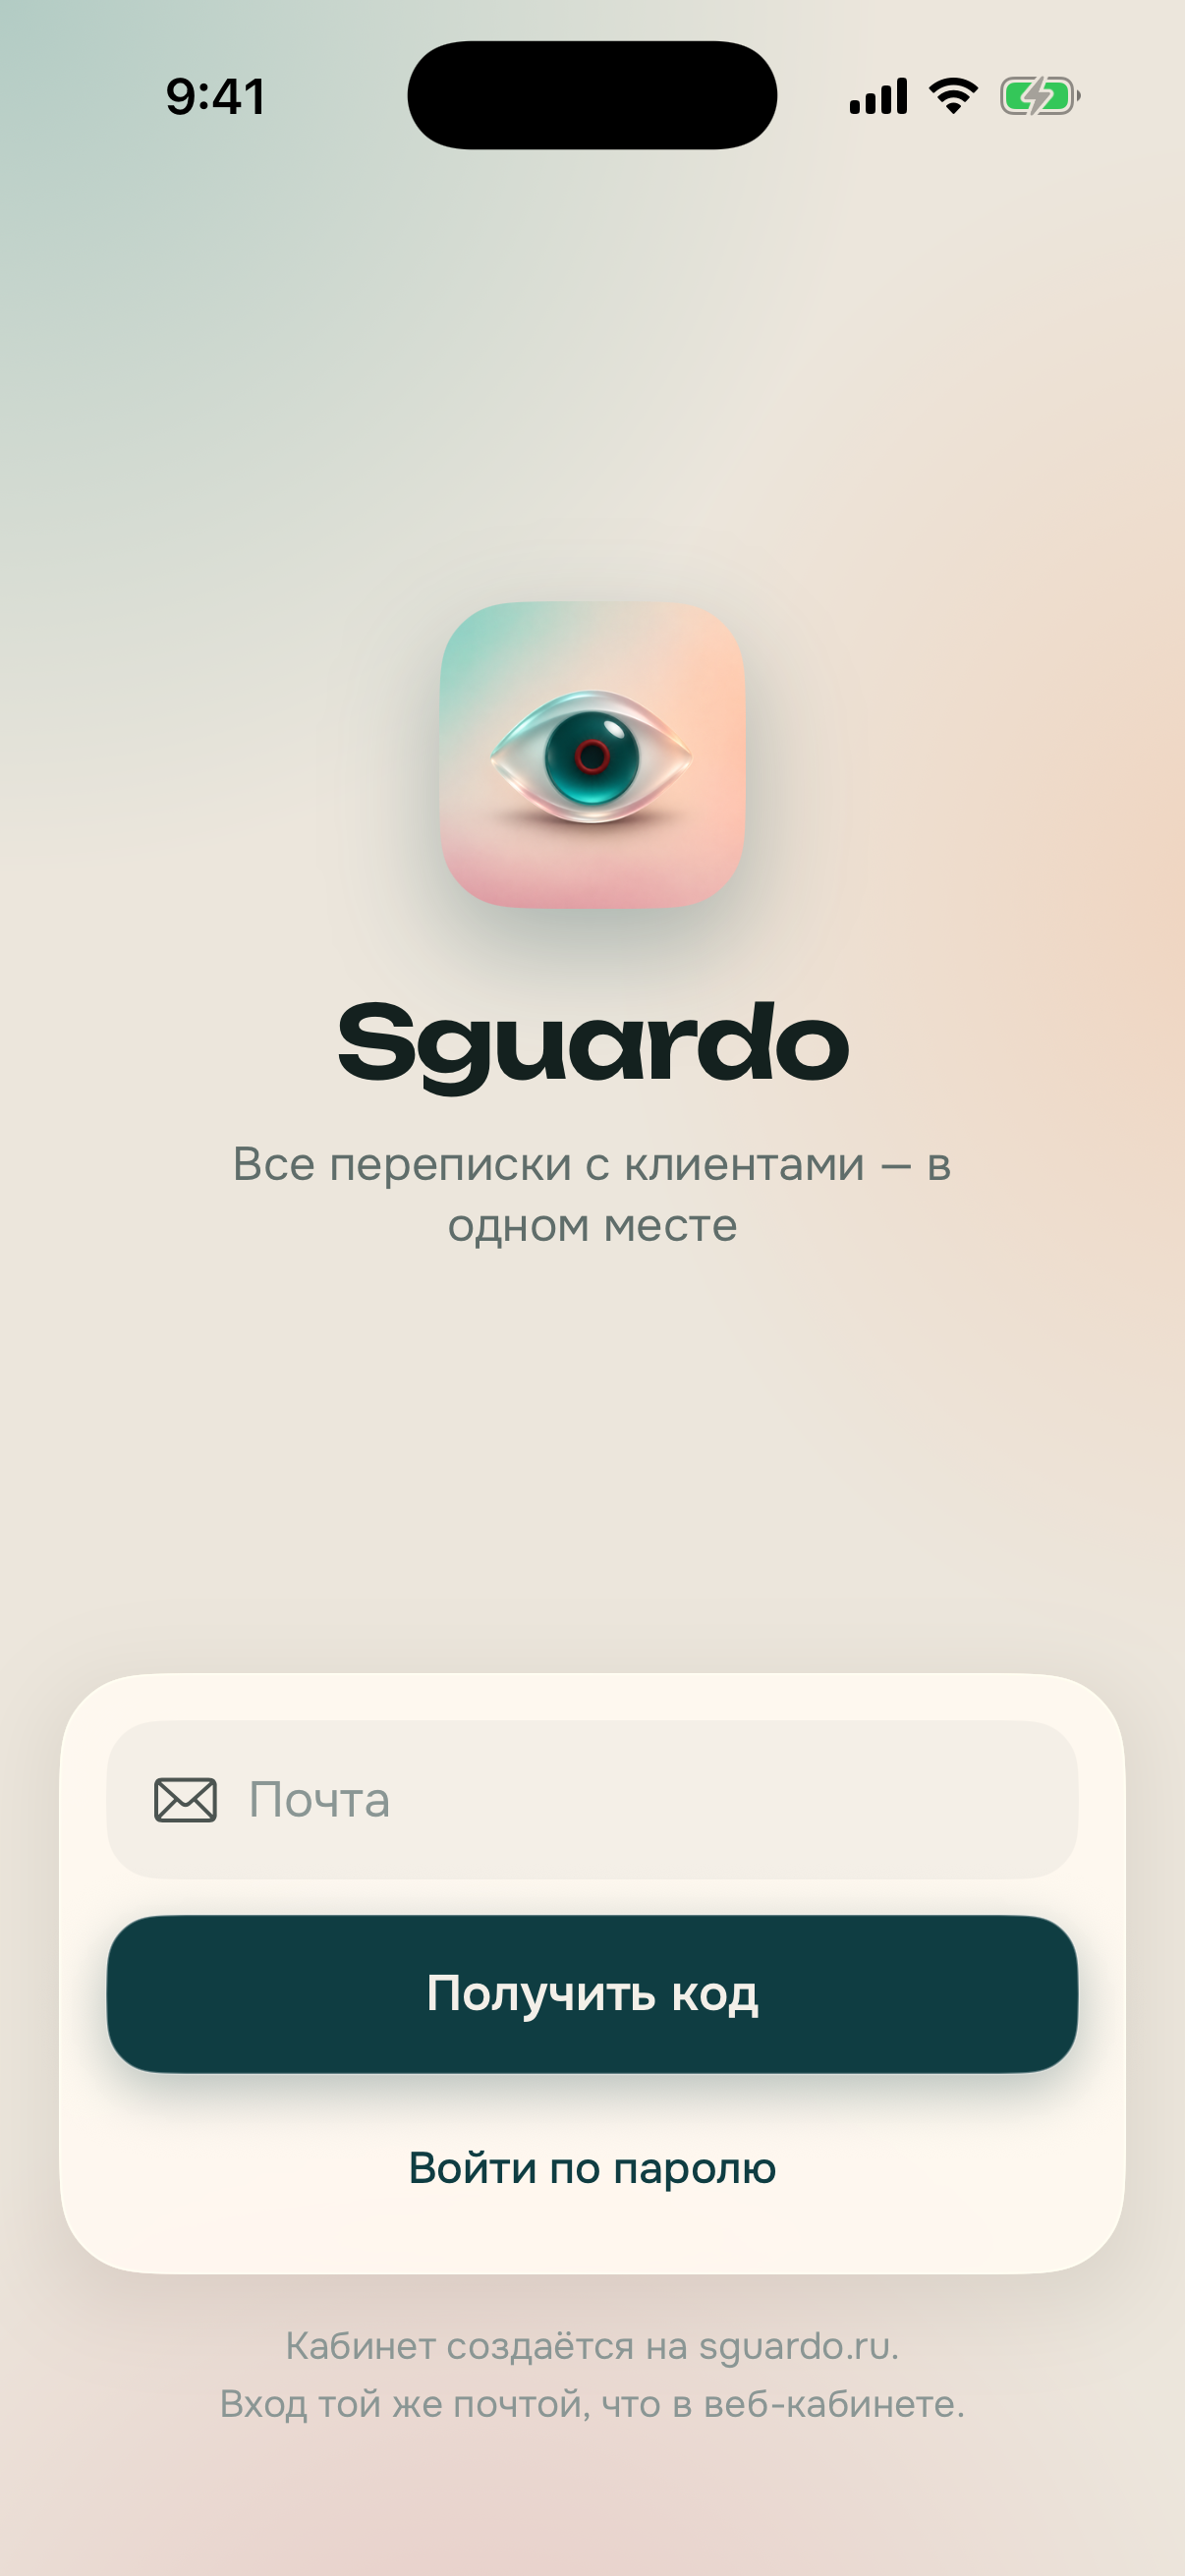 9:41
Sguardo
Все переписки с клиентами — в
одном месте
Почта
Получить код
Войти по паролю
Кабинет создаётся на sguardo.ru.
Вход той же почтой, что в веб-кабинете.